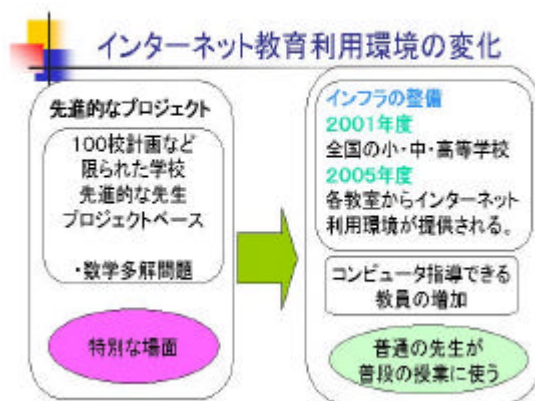 インターネット教育利用環境の変化
先進的なプロジェクト
100校計画など
限られた学校
先進的な先生
プロジェクトベース
・数学多解問題
特別な場面
インフラの整備
2001年度
全国の小・中・高等学校
2005年度
各教室からインターネット
利用環境が提供される。
コンピュータ指導できる
教員の増加
普通の先生が
普段の授業に使う